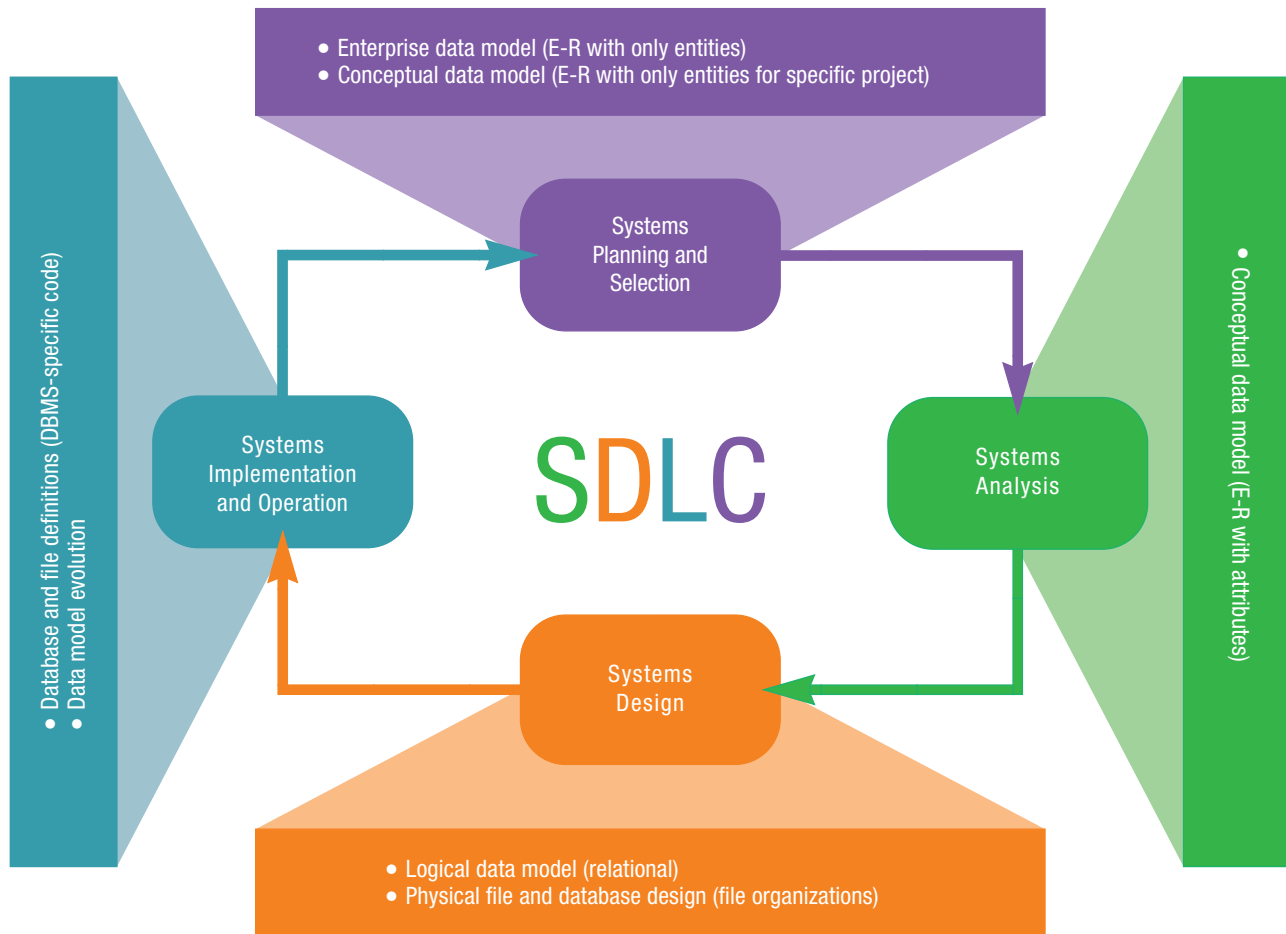 ● Enterprise data model (E-R with only entities)
● Conceptual data model (E-R with only entities for specific project)
Systems
Planning and
Selection
● Conceptual data model (E-R with attributes)
Systems
Analysis
SDLC
Systems
Implementation
and Operation
● Database and file definitions (DBMS-specific code)
● Data model evolution
Systems
Design
● Logical data model (relational)
● Physical file and database design (file organizations)